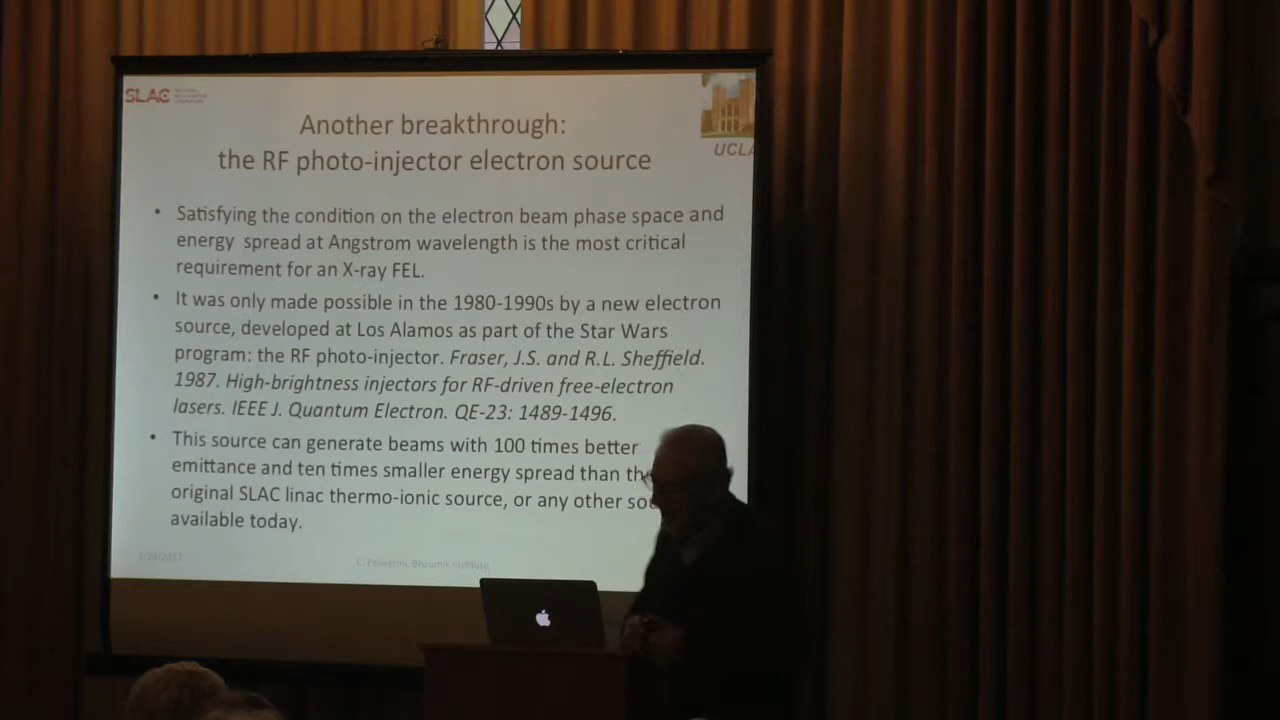 SLAC
UCLA
Another breakthrough:
the RF photo-injector electron source
• Satisfying the condition on the electron beam phase space and
energy spread at Angstrom wavelength is the most critical
requirement for an X-ray FEL.
• It was only made possible in the 1980-1990s by a new electron
source, developed at Los Alamos as part of the Star Wars
program: the RF photo-injector. Fraser, J.S. and R.L. Sheffield.
1987. High-brightness injectors for RF-driven free-electron
lasers. IEEE J. Quantum Electron. QE-23: 1489-1496.
• This source can generate beams with 100 times better
emittance and ten times smaller energy spread than th
original SLAC linac thermo-ionic source, or any other sou
available today.
C. Pellegrini, Bhaumik Institute